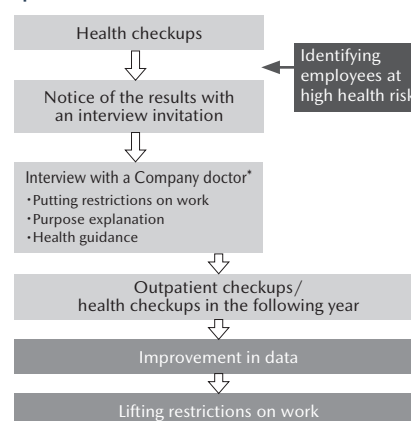 Health checkups
Identifying
employees at
high health risk
Notice of the results with
an interview invitation
Interview with a Company doctor*
・Putting restrictions on work
・Purpose explanation
・Health guidance
Outpatient checkups/
health checkups in the following year
Improvement in data
Lifting restrictions on work